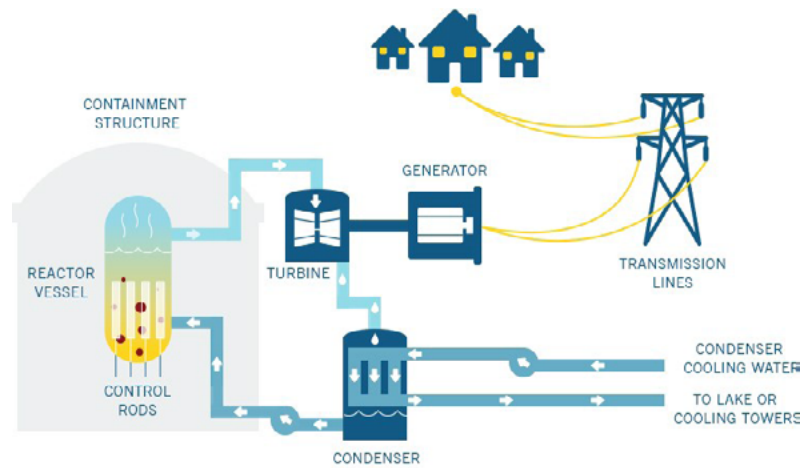 CONTAINMENT
STRUCTURE
GENERATOR
REACTOR
VESSEL
TURBINE
TRANSMISSION
LINES
CONDENSER
COOLING WATER
CONTROL
RODS
TO LAKE OR
COOLING TOWERS
CONDENSER